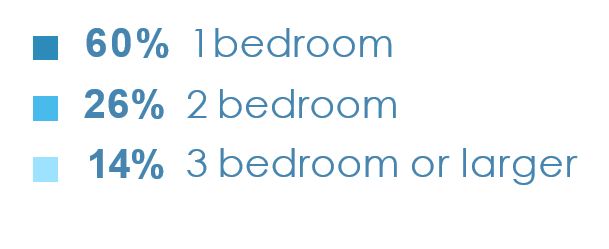 60% 1bedroom
26% 2 bedroom
14% 3 bedroom or larger